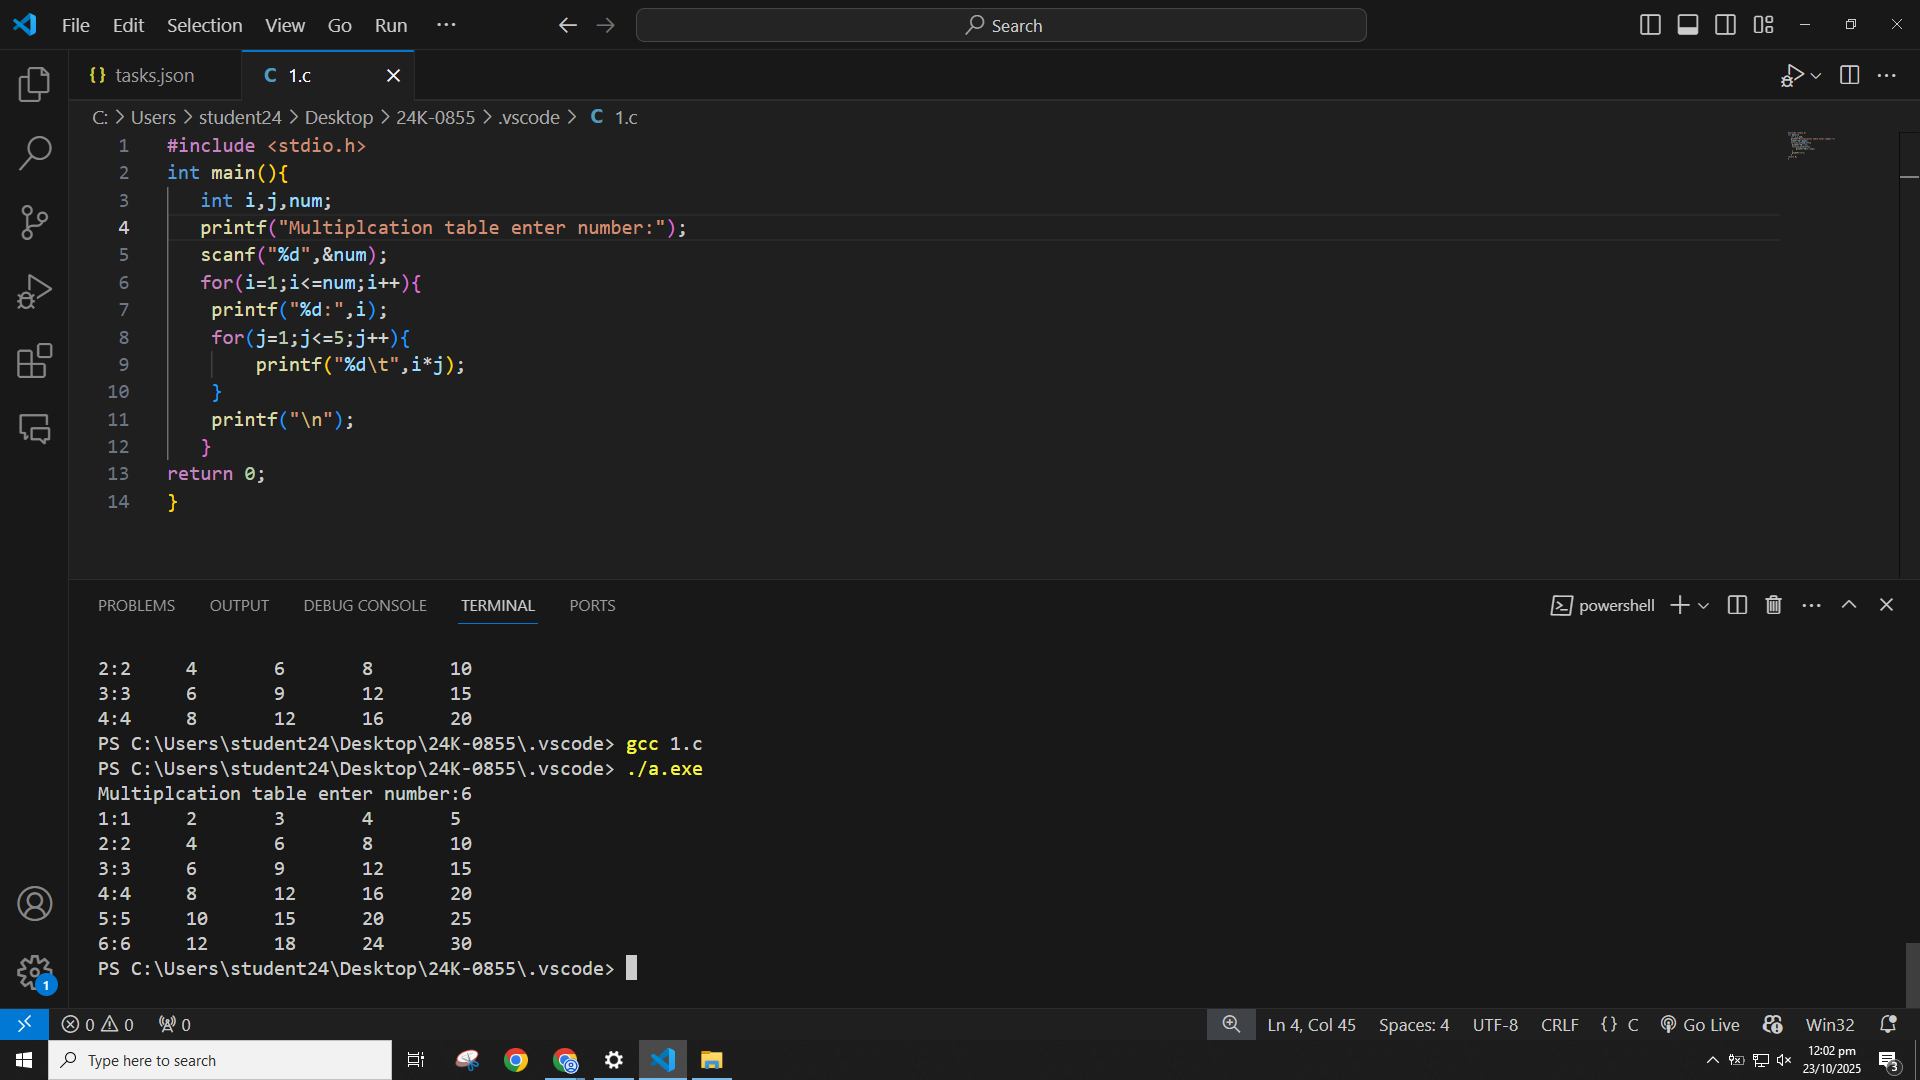 File Edit Selection View Go Run ··· Search
{} tasks.json C 1.c
C: > Users > student24 > Desktop > 24K-0855 > .vscode > C 1.c
1 #include <stdio.h>
2 int main(){
3 int i,j,num;
4 printf("Multiplcation table enter number:");
5 scanf("%d",&num);
6 for(i=1;i<=num;i++){
7 printf("%d:",i);
8 for(j=1;j<=5;j++){
9 printf("%d\t",i*j);
10 }
11 printf("\n");
12 }
13 return 0;
14 }
PROBLEMS OUTPUT DEBUG CONSOLE TERMINAL PORTS powershell
2:2 4 6 8 10
3:3 6 9 12 15
4:4 8 12 16 20
PS C:\Users\student24\Desktop\24K-0855\.vscode> gcc 1.c
PS C:\Users\student24\Desktop\24K-0855\.vscode> ./a.exe
Multiplcation table enter number:6
1:1 2 3 4 5
2:2 4 6 8 10
3:3 6 9 12 15
4:4 8 12 16 20
5:5 10 15 20 25
6:6 12 18 24 30
PS C:\Users\student24\Desktop\24K-0855\.vscode>
1
0 0 0 Ln 4, Col 45 Spaces: 4 UTF-8 CRLF {} C Go Live Win32
Type here to search 12:02 pm
23/10/2025 3